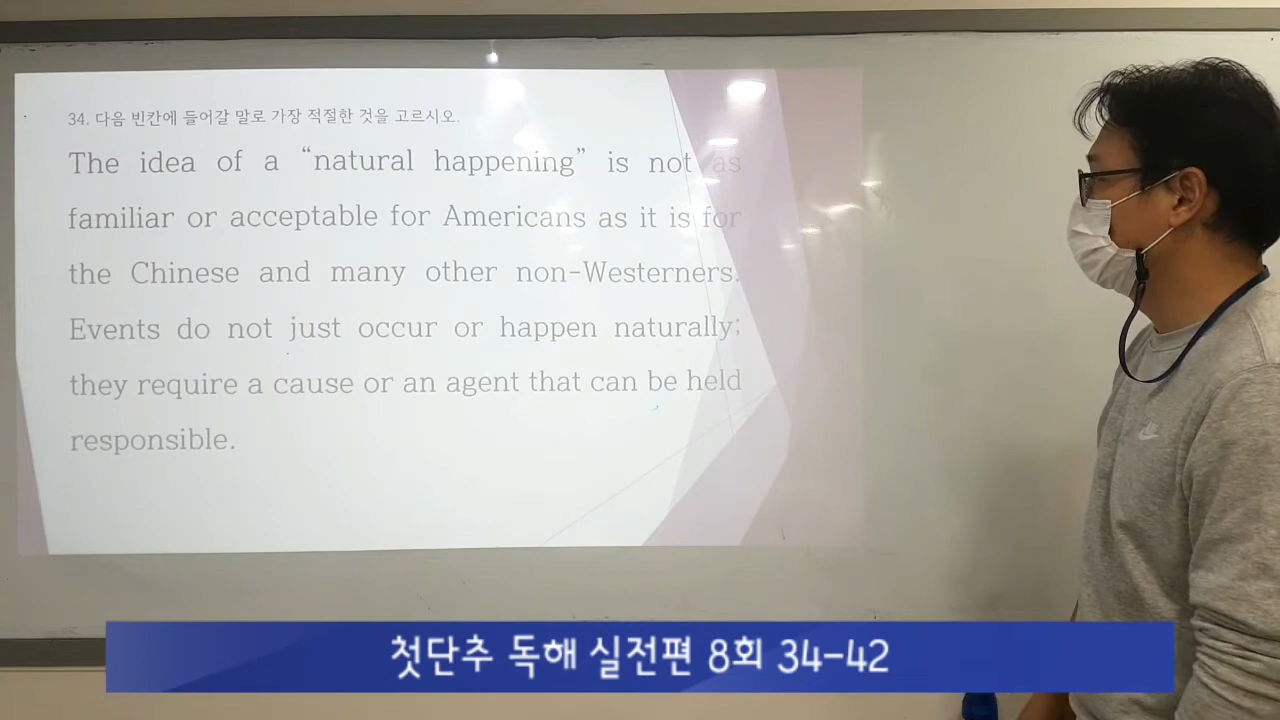 34. 다음 빈칸에 들어갈 말로 가장 적절한 것을 고르시오.
The idea of a “natural happening” is not as
familiar or acceptable for Americans as it is for
the Chinese and many other non-Westerners.
Events do not just occur or happen naturally;
they require a cause or an agent that can be held
responsible.
첫단추 독해 실전편 8회 34-42